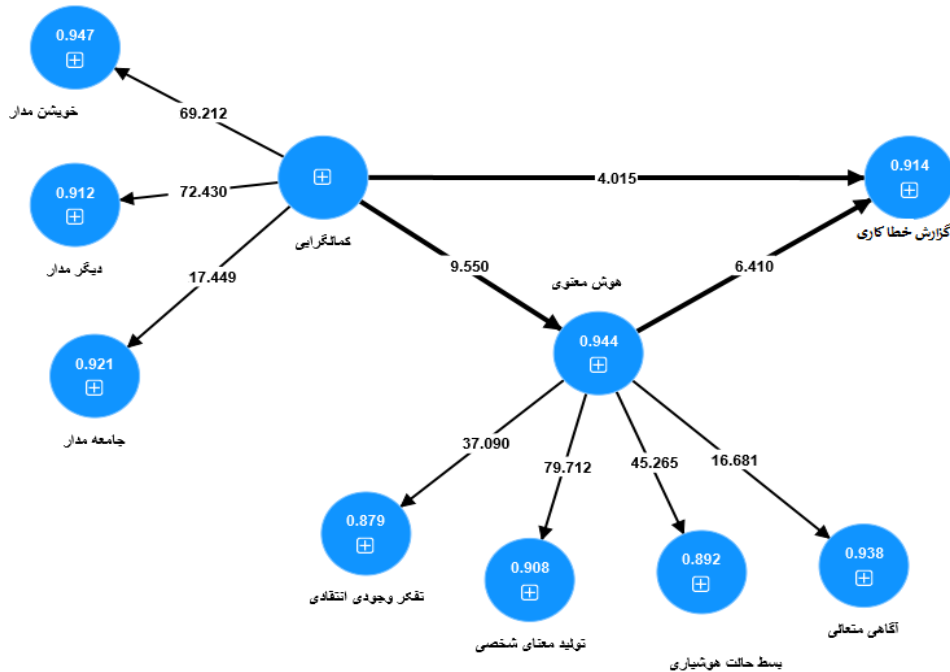 0.947
خویشن مدار
69.212
0.912
72.430
دیگر مدار
17.449
0.921
جامعه مدار
کمالگرایی
4.015
0.914
گزارش خطا کاری
9.550
6.410
هوش معنوی
0.944
37.090
79.712
45.265
16.681
0.879
تفکر وجودی انتقادی
0.908
تولید معنای شخصی
0.892
بسط حالت هوشیاری
0.938
آگاهی متعالی